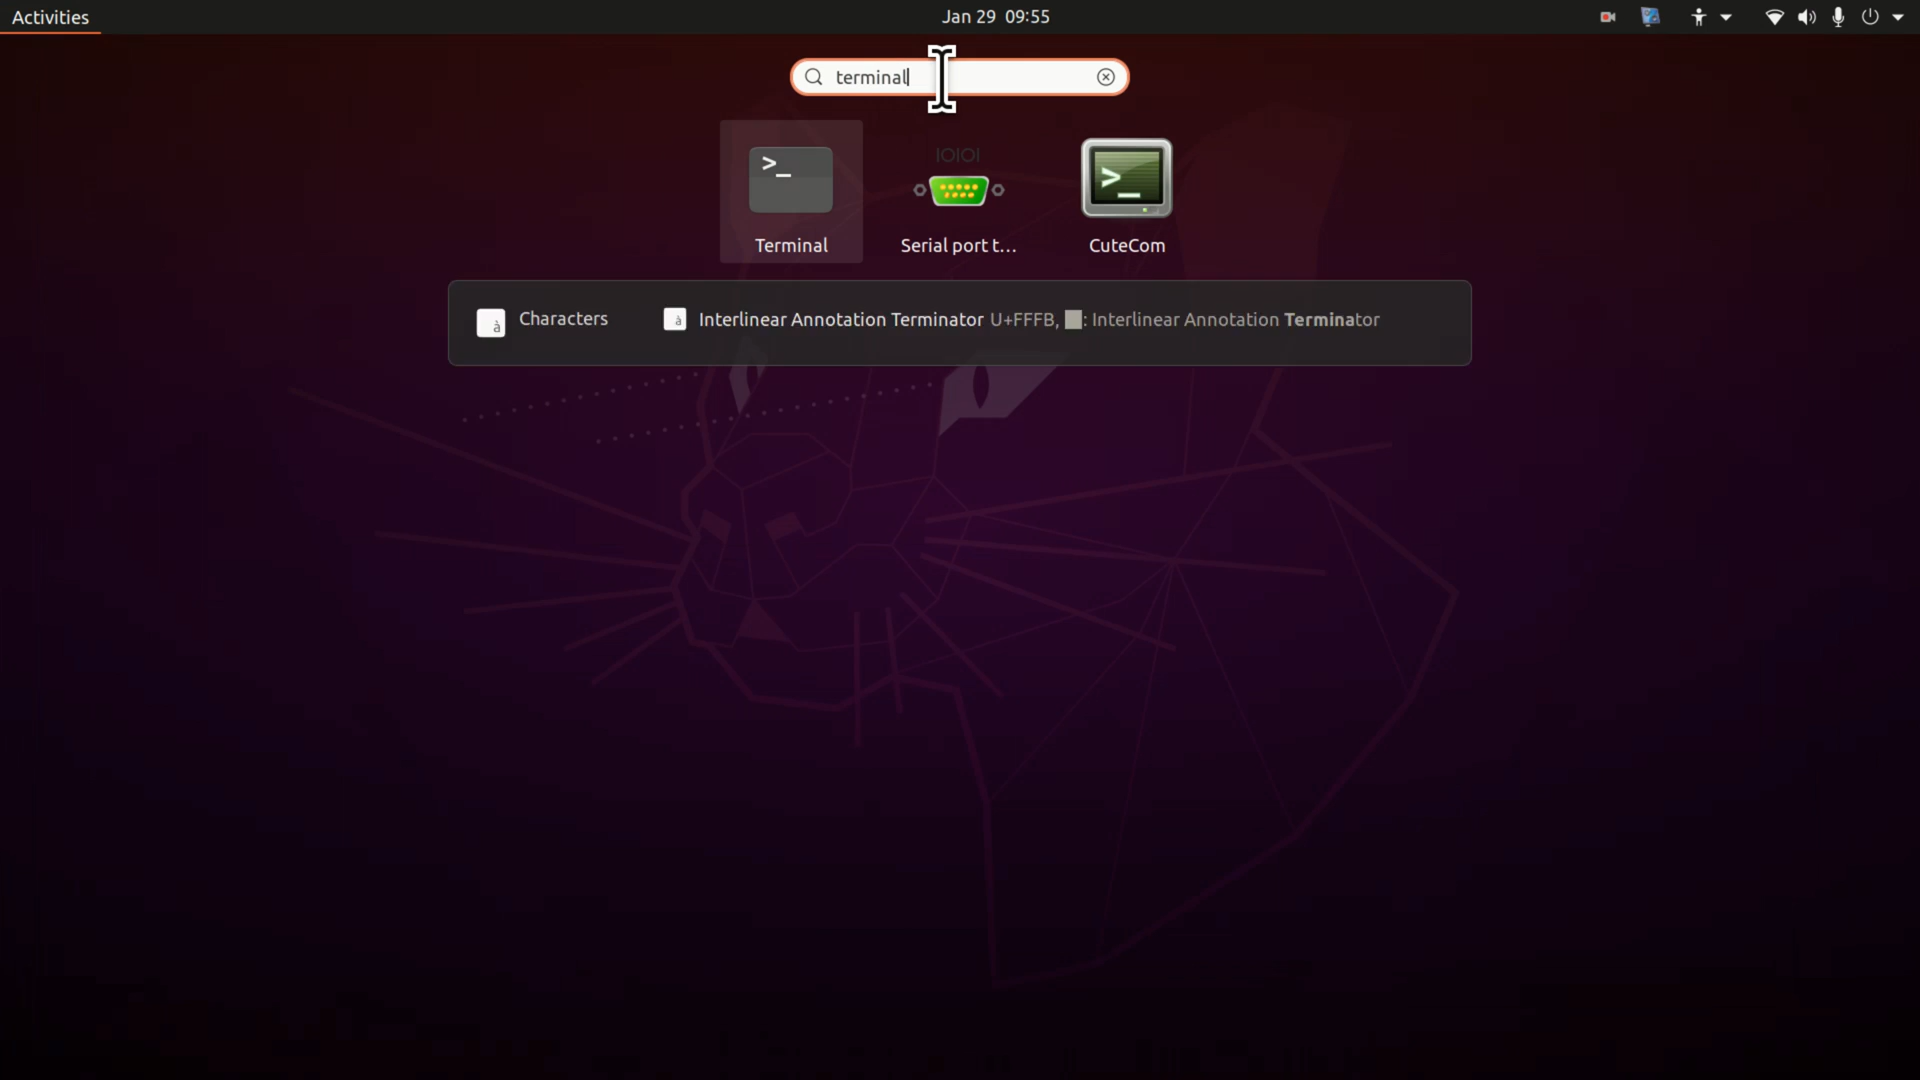 Activities
Jan 29 09:55
terminal
>_
IOIOI
>_
Terminal
Serial port t...
CuteCom
à Characters
à Interlinear Annotation Terminator U+FFFB, : Interlinear Annotation Terminator